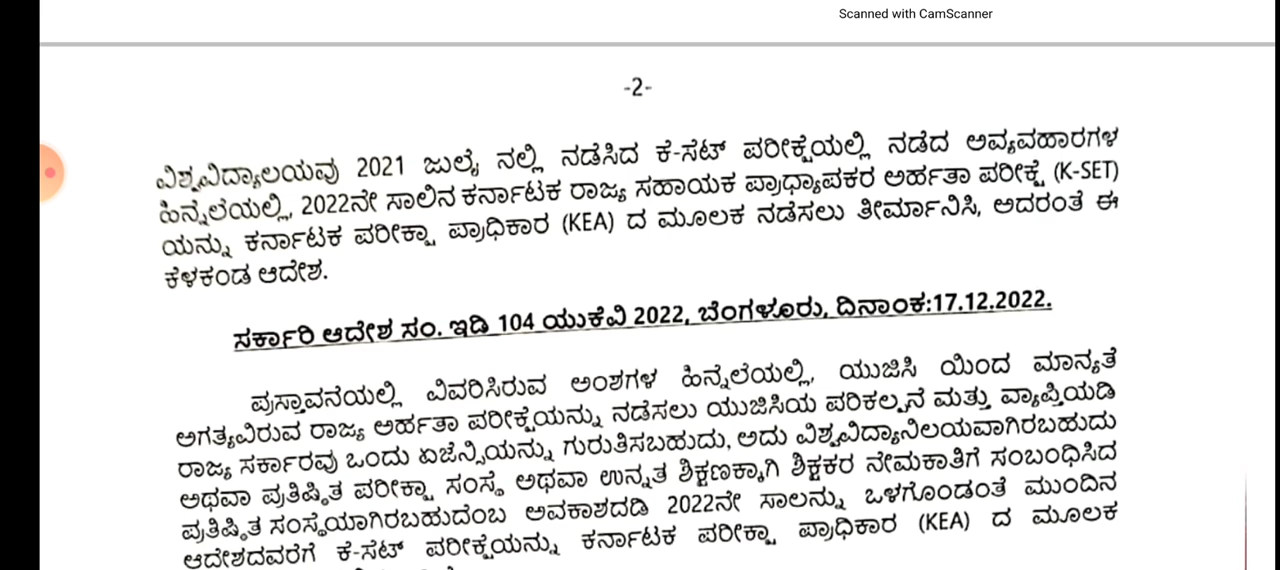 Scanned with CamScanner
-2-
ವಿಶ್ವವಿದ್ಯಾಲಯವು 2021 ಜುಲೈ ನಲ್ಲಿ ನಡೆಸಿದ ಕೆ-ಸೆಟ್ ಪರೀಕ್ಷೆಯಲ್ಲಿ ನಡೆದ ಅವ್ಯವಹಾರಗಳ
ಹಿನ್ನೆಲೆಯಲ್ಲಿ, 2022ನೇ ಸಾಲಿನ ಕರ್ನಾಟಕ ರಾಜ್ಯ ಸಹಾಯಕ ಪ್ರಾಧ್ಯಾಪಕರ ಅರ್ಹತಾ ಪರೀಕ್ಷೆ (K-SET)
ಯನ್ನು ಕರ್ನಾಟಕ ಪರೀಕ್ಷಾ ಪ್ರಾಧಿಕಾರ (KEA) ದ ಮೂಲಕ ನಡೆಸಲು ತೀರ್ಮಾನಿಸಿ, ಅದರಂತೆ ಈ
ಕೆಳಕಂಡ ಆದೇಶ.
ಸರ್ಕಾರಿ ಆದೇಶ ಸಂ. ಇಡಿ 104 ಯುಕೆವಿ 2022, ಬೆಂಗಳೂರು, ದಿನಾಂಕ:17.12.2022.
ಪ್ರಸ್ತಾವನೆಯಲ್ಲಿ ವಿವರಿಸಿರುವ ಅಂಶಗಳ ಹಿನ್ನೆಲೆಯಲ್ಲಿ, ಯುಜಿಸಿ ಯಿಂದ ಮಾನ್ಯತೆ
ಅಗತ್ಯವಿರುವ ರಾಜ್ಯ ಅರ್ಹತಾ ಪರೀಕ್ಷೆಯನ್ನು ನಡೆಸಲು ಯುಜಿಸಿಯ ಪರಿಕಲ್ಪನೆ ಮತ್ತು ವ್ಯಾಪ್ತಿಯಡಿ
ರಾಜ್ಯ ಸರ್ಕಾರವು ಒಂದು ಏಜೆನ್ಸಿಯನ್ನು ಗುರುತಿಸಬಹುದು, ಅದು ವಿಶ್ವವಿದ್ಯಾನಿಲಯವಾಗಿರಬಹುದು
ಅಥವಾ ಪ್ರತಿಷ್ಠಿತ ಪರೀಕ್ಷಾ ಸಂಸ್ಥೆ ಅಥವಾ ಉನ್ನತ ಶಿಕ್ಷಣಕ್ಕಾಗಿ ಶಿಕ್ಷಕರ ನೇಮಕಾತಿಗೆ ಸಂಬಂಧಿಸಿದ
ಪ್ರತಿಷ್ಠಿತ ಸಂಸ್ಥೆಯಾಗಿರಬಹುದೆಂಬ ಅವಕಾಶದಡಿ 2022ನೇ ಸಾಲನ್ನು ಒಳಗೊಂಡಂತೆ ಮುಂದಿನ
ಆದೇಶದವರೆಗೆ ಕೆ-ಸೆಟ್ ಪರೀಕ್ಷೆಯನ್ನು ಕರ್ನಾಟಕ ಪರೀಕ್ಷಾ ಪ್ರಾಧಿಕಾರ (KEA) ದ ಮೂಲಕ